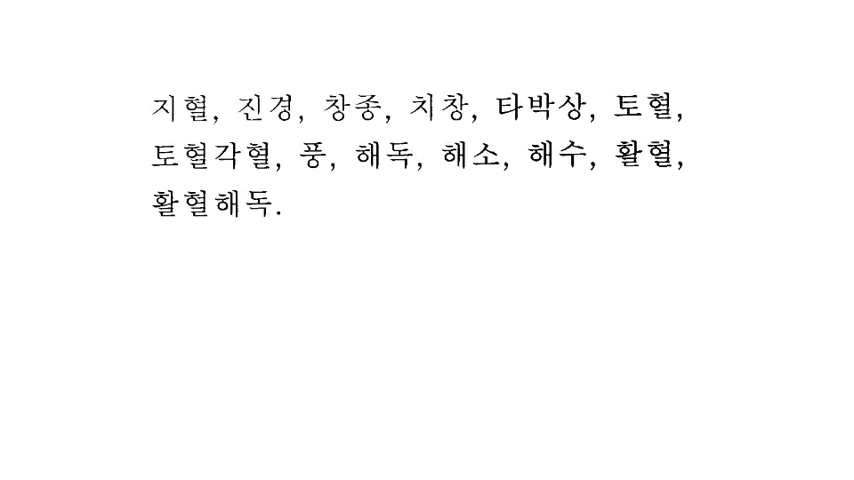 지혈, 진경, 창종, 치창, 타박상, 토혈,
토혈각혈, 풍, 해독, 해소, 해수, 활혈,
활혈해독.